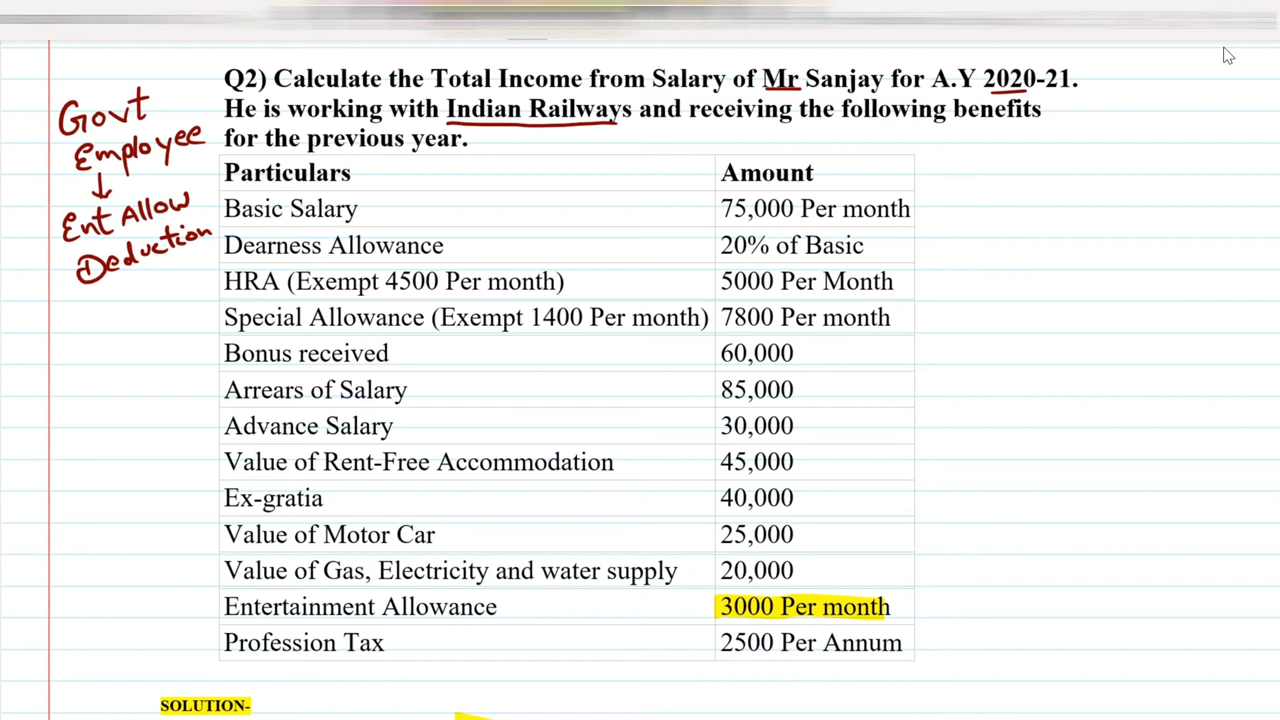 Q2) Calculate the Total Income from Salary of Mr Sanjay for A.Y 2020-21.
He is working with Indian Railways and receiving the following benefits
for the previous year.
Govt
Employee
↓
Ent Allow
Deduction
Particulars Amount
Basic Salary 75,000 Per month
Dearness Allowance 20% of Basic
HRA (Exempt 4500 Per month) 5000 Per Month
Special Allowance (Exempt 1400 Per month) 7800 Per month
Bonus received 60,000
Arrears of Salary 85,000
Advance Salary 30,000
Value of Rent-Free Accommodation 45,000
Ex-gratia 40,000
Value of Motor Car 25,000
Value of Gas, Electricity and water supply 20,000
Entertainment Allowance 3000 Per month
Profession Tax 2500 Per Annum
SOLUTION-